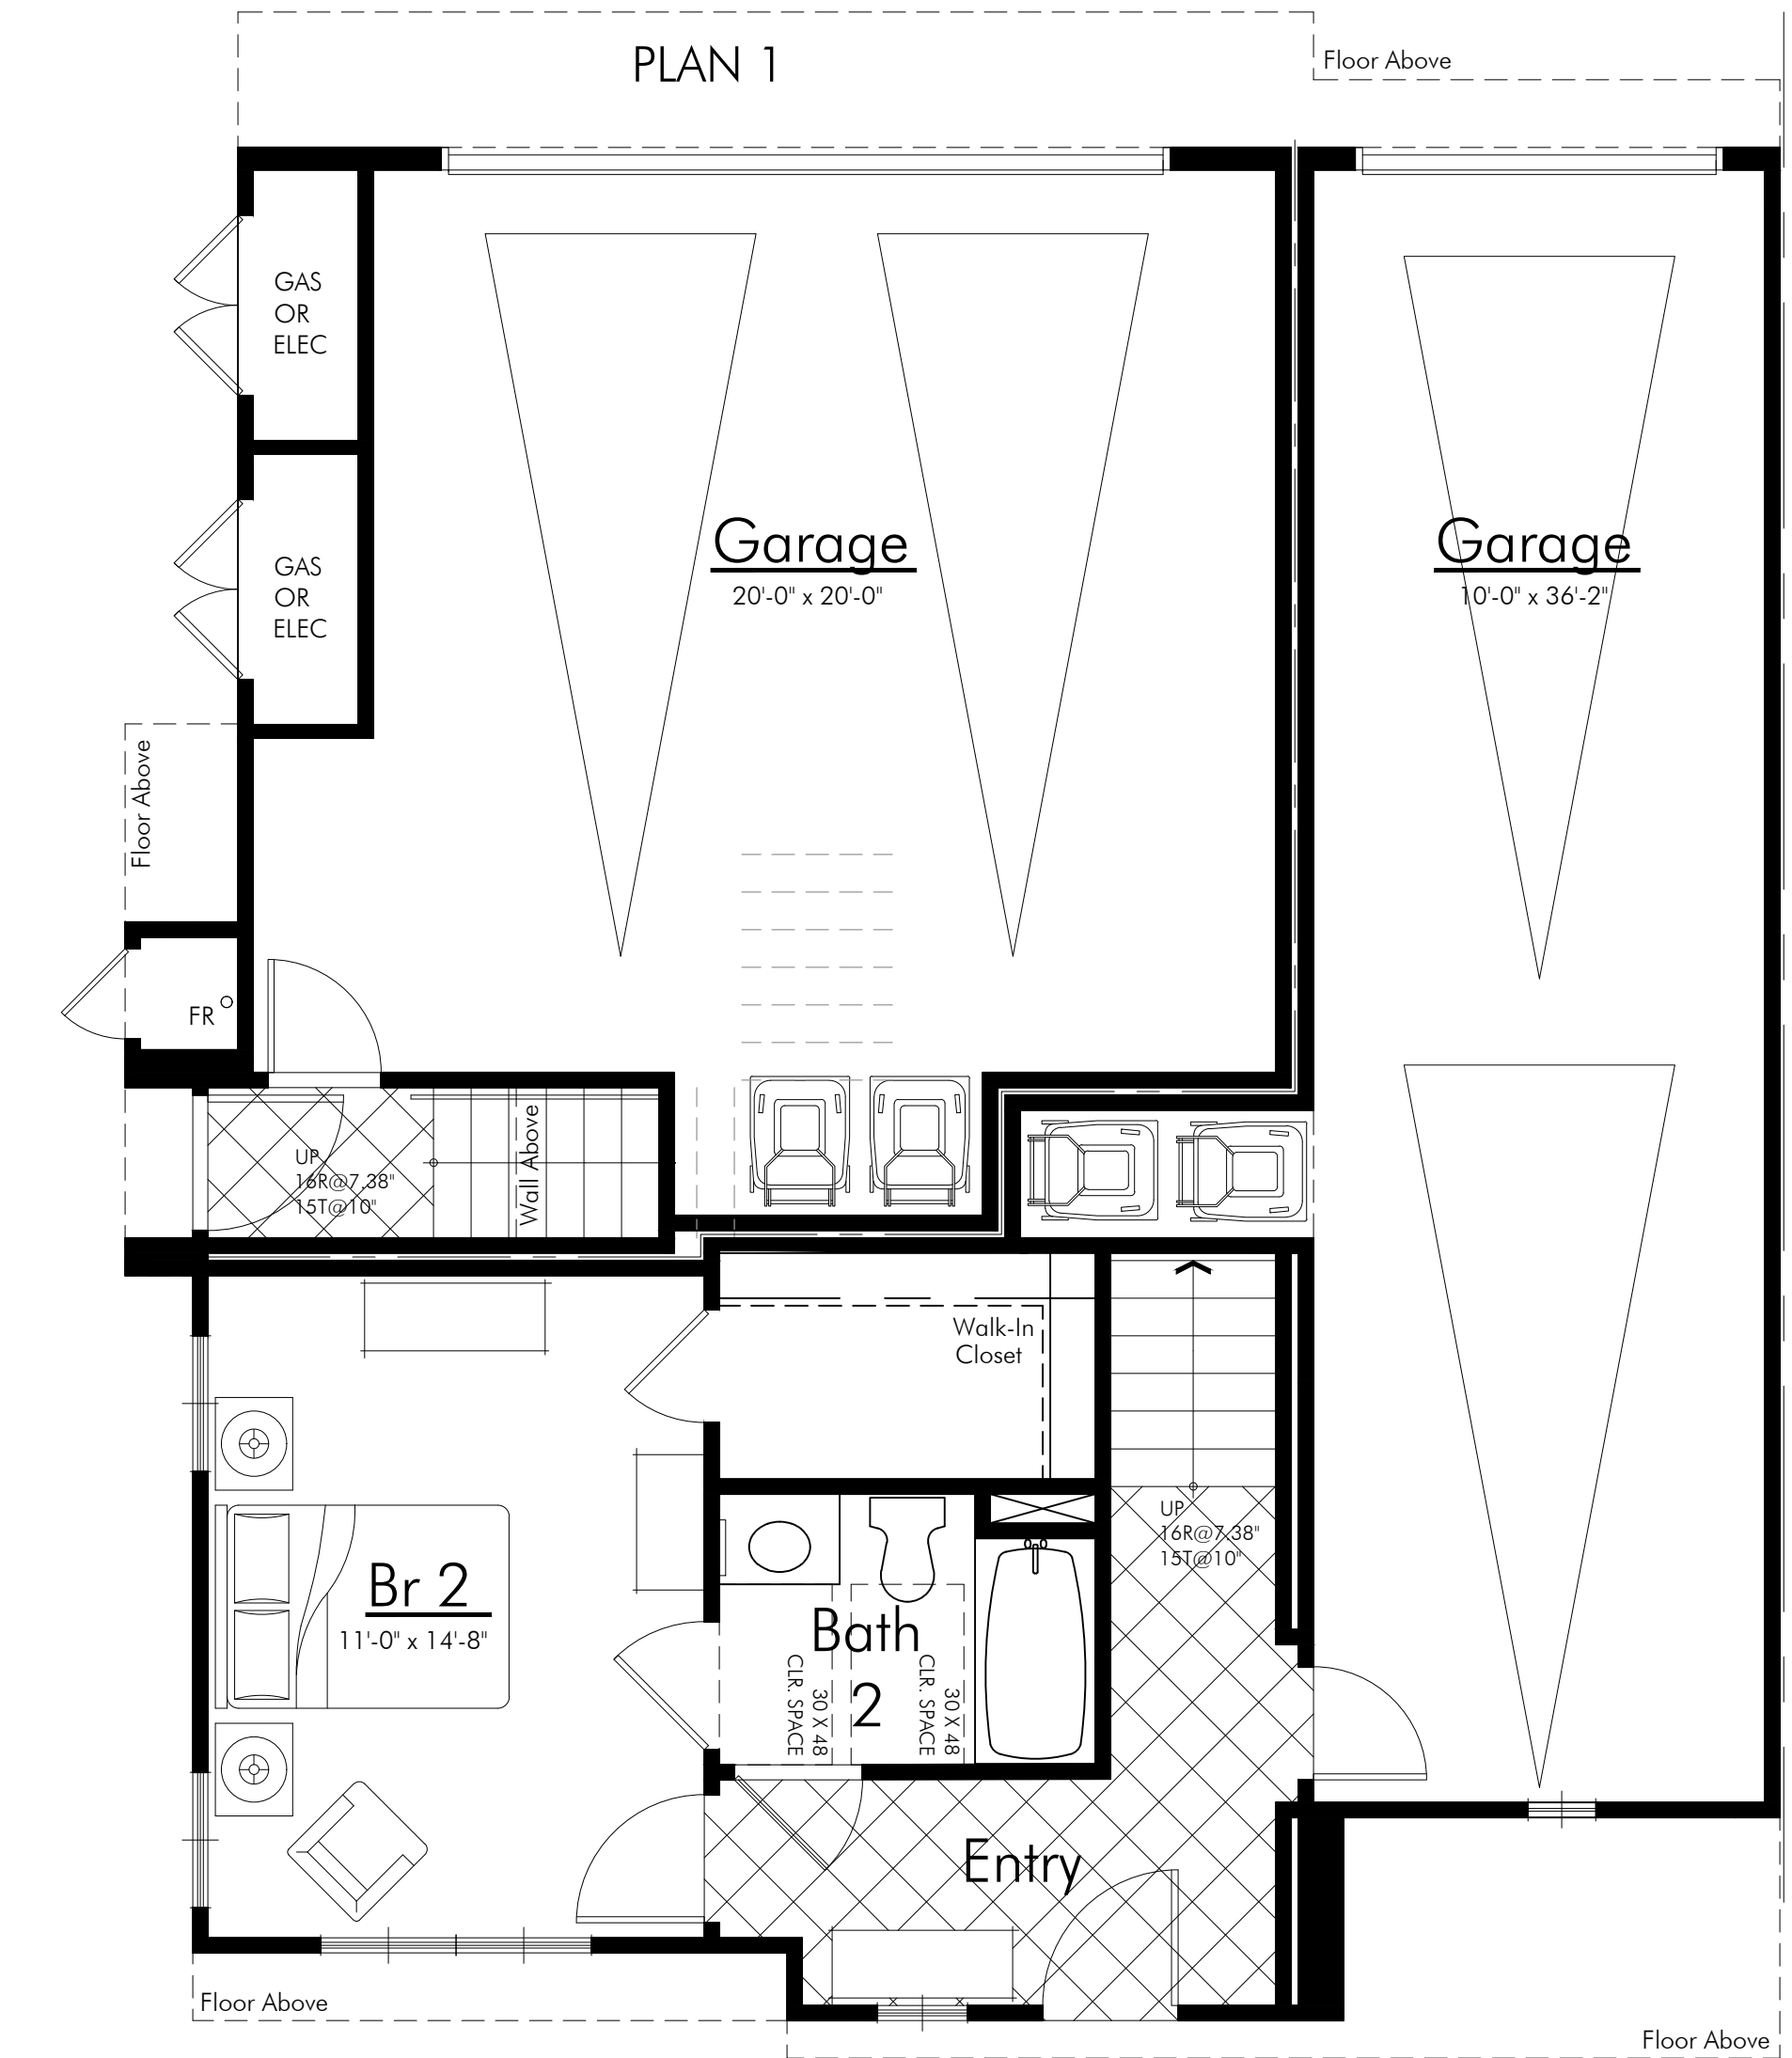 PLAN 1
Floor Above
GAS
OR
ELEC
Garage
20'-0" x 20'-0"
Garage
10'-0" x 36'-2"
GAS
OR
ELEC
Floor Above
FR
UP
16R@7.38"
15T@10"
Wall Above
Walk-In
Closet
UP
16R@7.38"
15T@10"
Br 2
11'-0" x 14'-8"
Bath
2
30 X 48
CLR. SPACE
30 X 48
CLR. SPACE
Entry
Floor Above
Floor Above